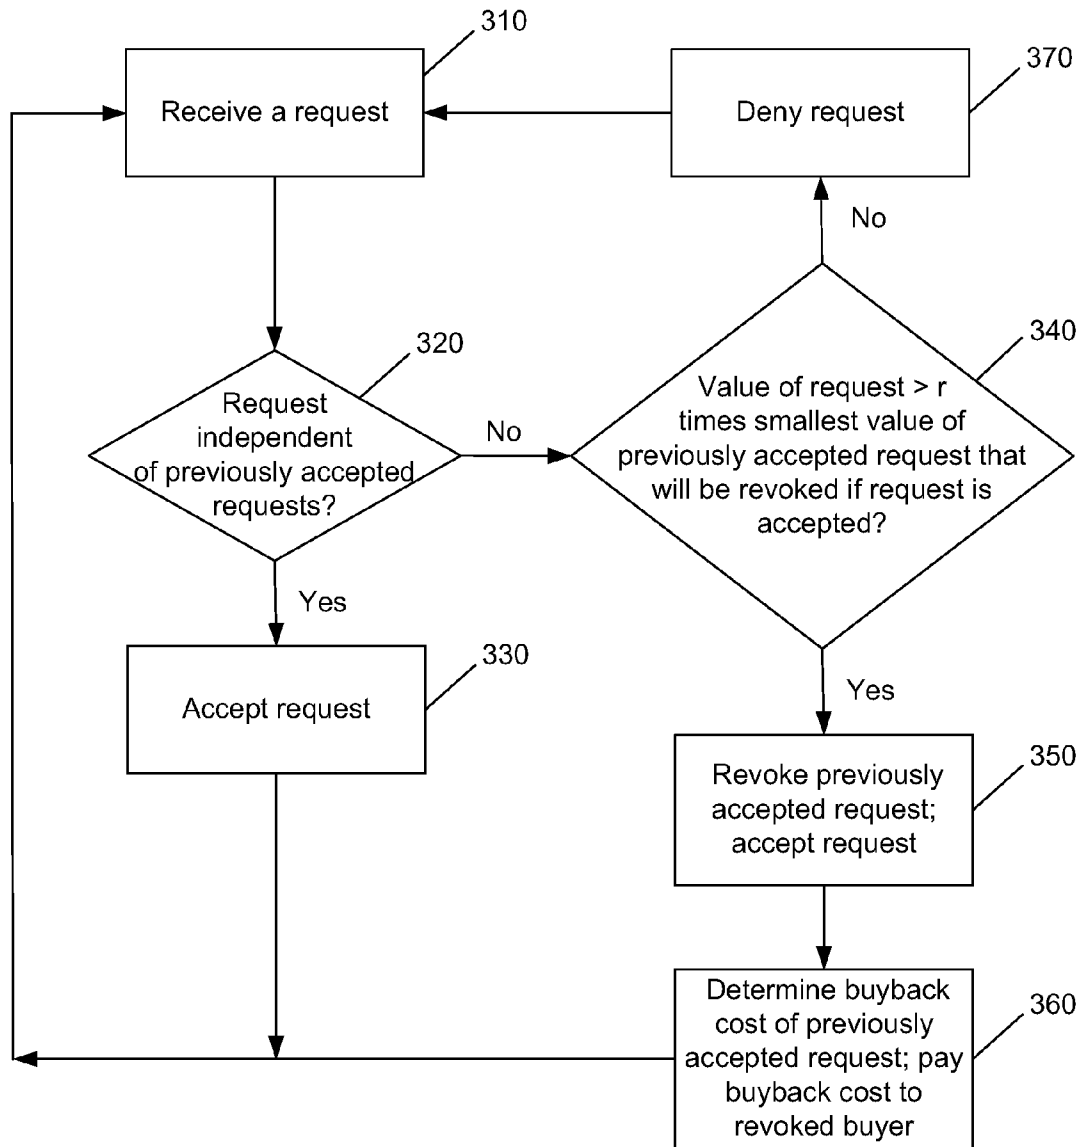 310
Receive a request
370
Deny request
No
320
Request
independent
of previously accepted
requests?
No
340
Value of request > r
times smallest value of
previously accepted request that
will be revoked if request is
accepted?
Yes
330
Accept request
Yes
350
Revoke previously
accepted request;
accept request
360
Determine buyback
cost of previously
accepted request; pay
buyback cost to
revoked buyer